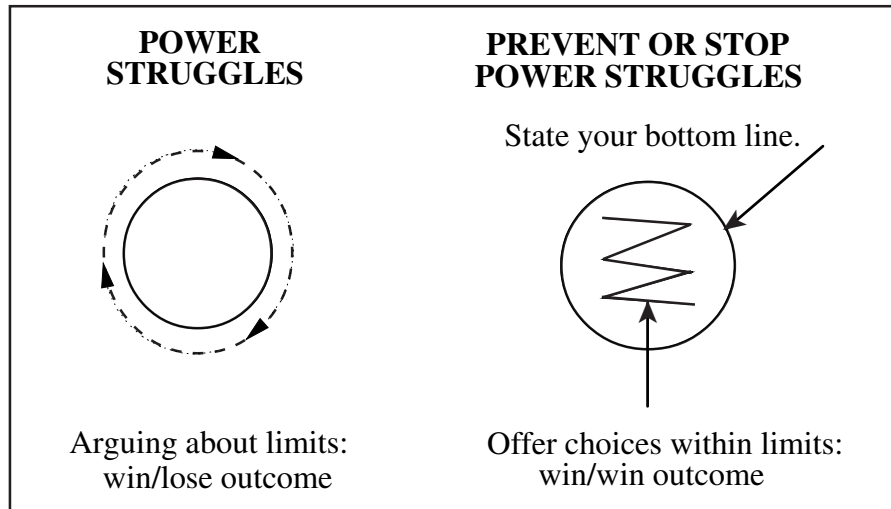 POWER
STRUGGLES
Arguing about limits:
win/lose outcome
PREVENT OR STOP
POWER STRUGGLES
State your bottom line.
Offer choices within limits:
win/win outcome